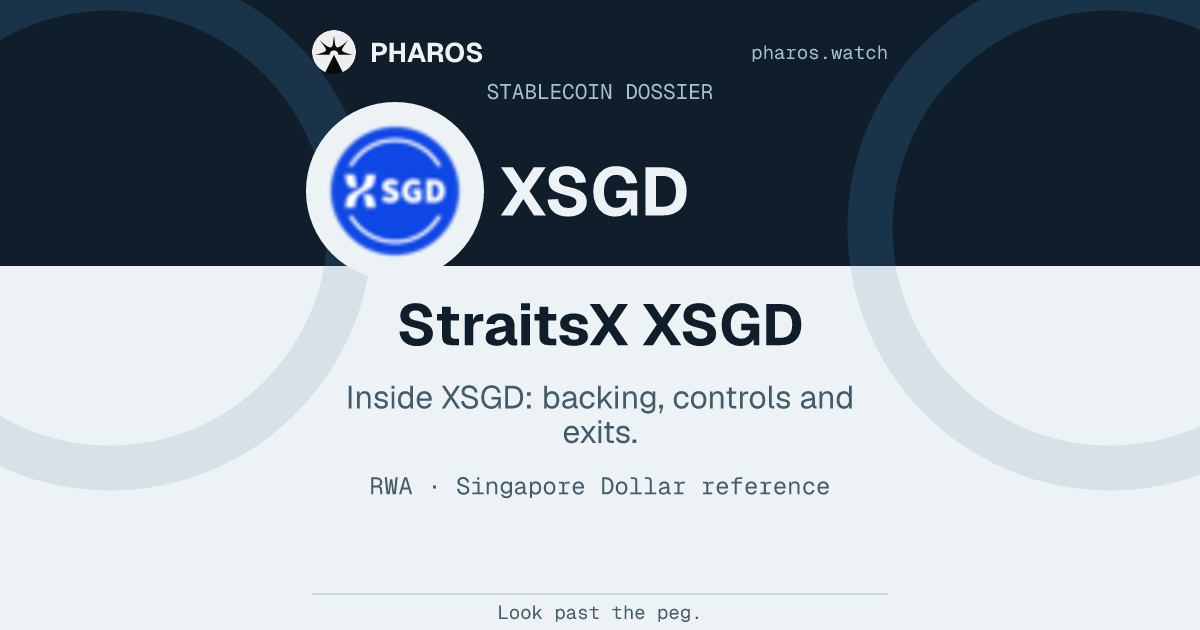 PHAROS
pharos.watch
STABLECOIN DOSSIER
XSGD
XSGD
StraitsX XSGD
Inside XSGD: backing, controls and
exits.
RWA · Singapore Dollar reference
Look past the peg.